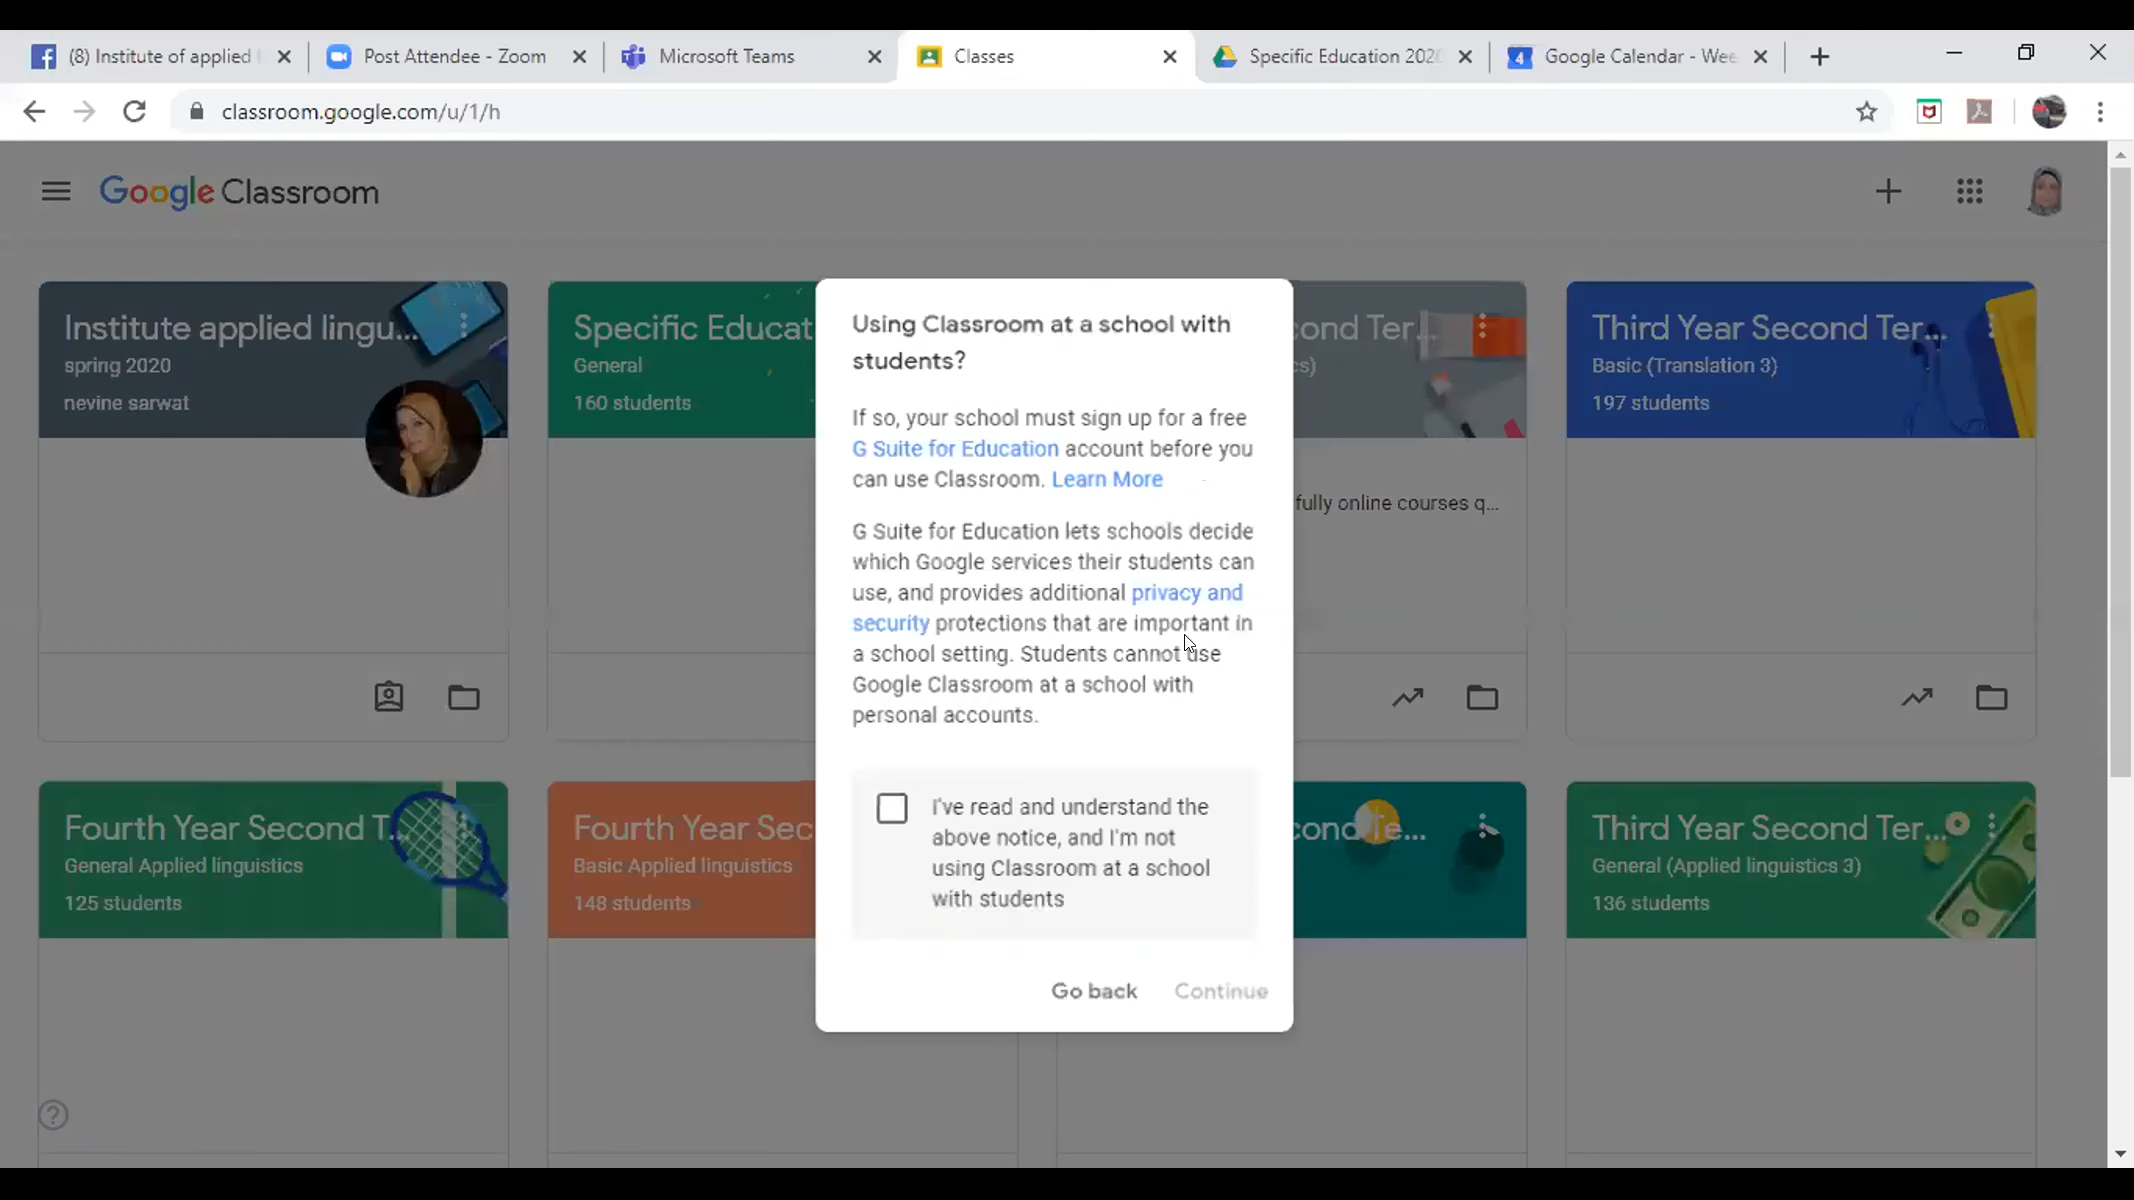 (8) Institute of applied
Post Attendee - Zoom
Microsoft Teams
Classes
Specific Education 2020
Google Calendar - Wee
classroom.google.com/u/1/h
Google Classroom
Institute applied lingu...
spring 2020
nevine sarwat
Specific Educat
General
160 students
cond Ter...
cs)
fully online courses q...
Third Year Second Ter...
Basic (Translation 3)
197 students
Using Classroom at a school with
students?
If so, your school must sign up for a free
G Suite for Education account before you
can use Classroom. Learn More
G Suite for Education lets schools decide
which Google services their students can
use, and provides additional privacy and
security protections that are important in
a school setting. Students cannot use
Google Classroom at a school with
personal accounts.
I've read and understand the
above notice, and I'm not
using Classroom at a school
with students
Go back Continue
Fourth Year Second T...
General Applied linguistics
125 students
Fourth Year Sec
Basic Applied linguistics
148 students
cond Te...
Third Year Second Ter...
General (Applied linguistics 3)
136 students